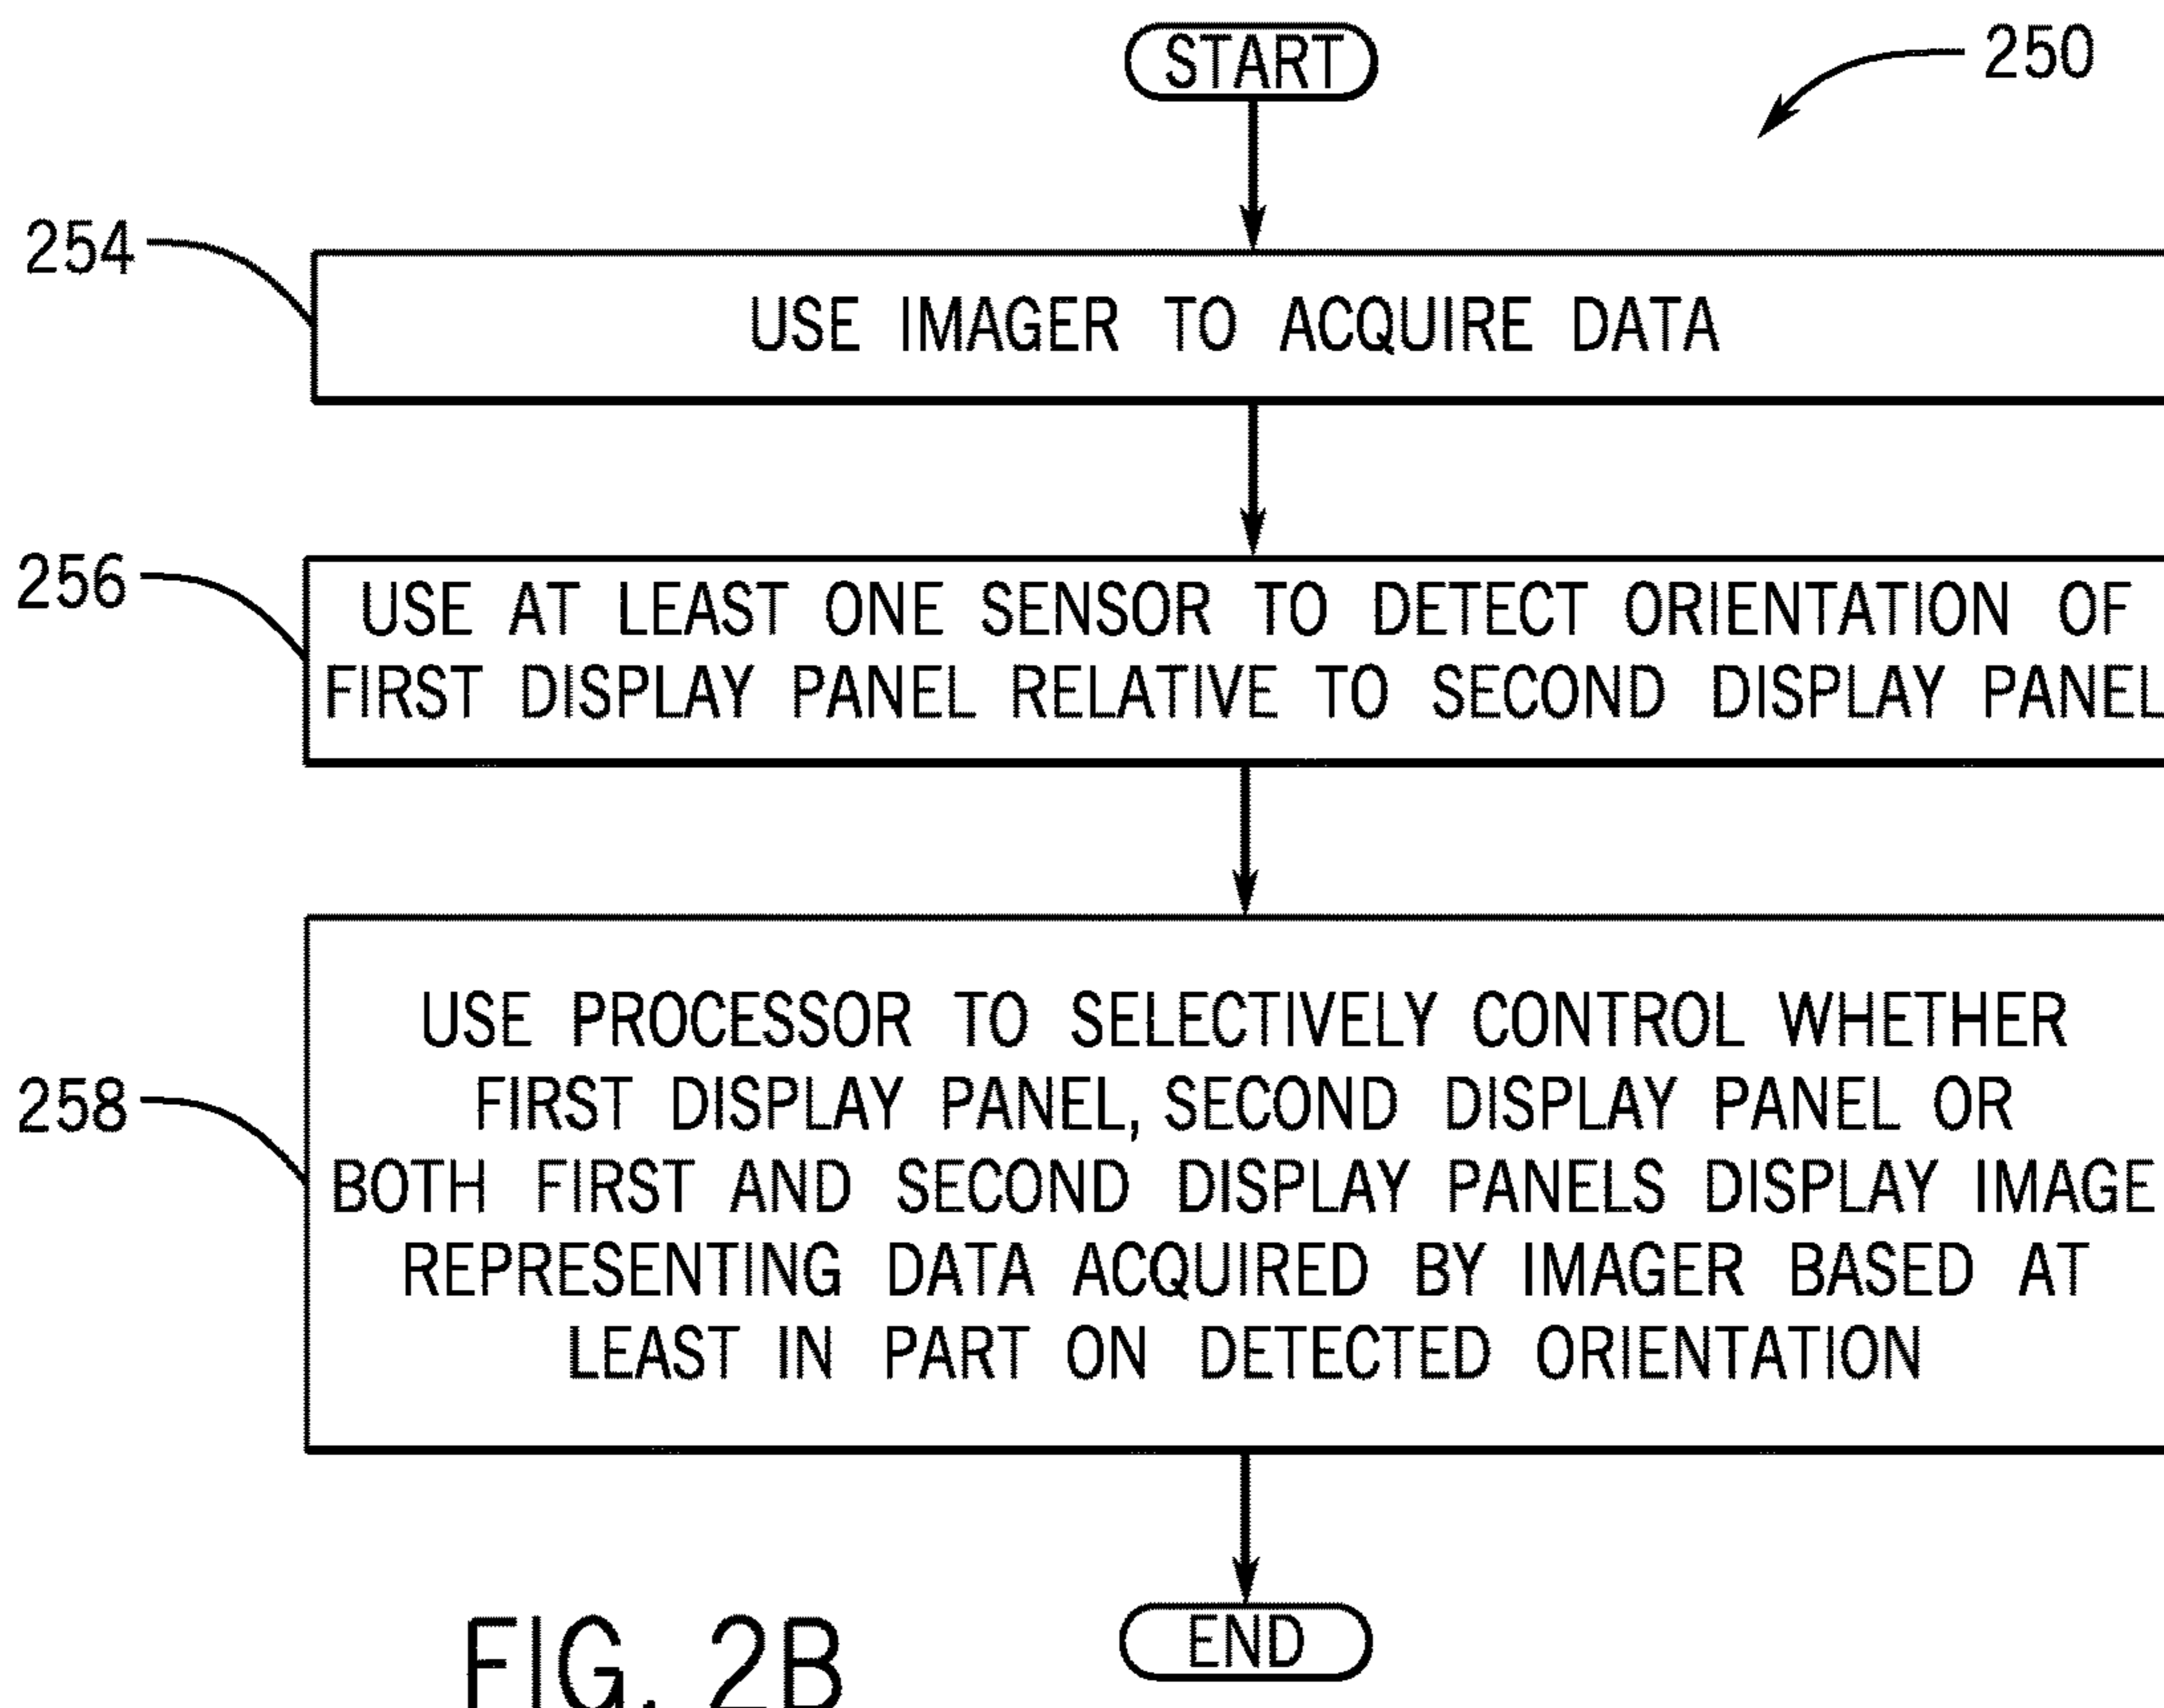 START
250
254
USE IMAGER TO ACQUIRE DATA
256
USE AT LEAST ONE SENSOR TO DETECT ORIENTATION OF
FIRST DISPLAY PANEL RELATIVE TO SECOND DISPLAY PANEL
258
USE PROCESSOR TO SELECTIVELY CONTROL WHETHER
FIRST DISPLAY PANEL, SECOND DISPLAY PANEL OR
BOTH FIRST AND SECOND DISPLAY PANELS DISPLAY IMAGE
REPRESENTING DATA ACQUIRED BY IMAGER BASED AT
LEAST IN PART ON DETECTED ORIENTATION
END
FIG. 2B